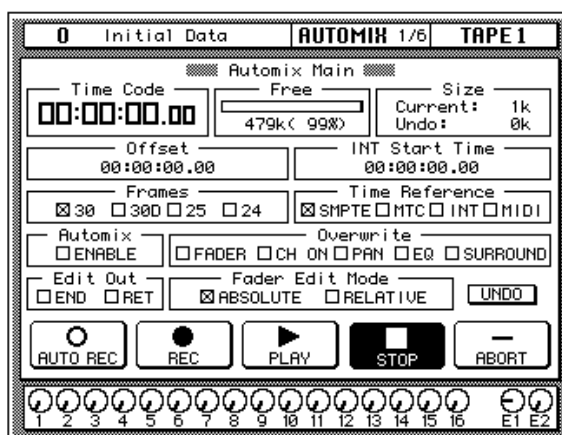 0 Initial Data AUTOMIX 1/6 TAPE 1
Automix Main
Time Code Free Size
00:00:00.00 479k( 99%) Current: 1k
Undo: 0k
Offset INT Start Time
00:00:00.00 00:00:00.00
Frames Time Reference
30 30D 25 24 SMPTE MTC INT MIDI
Automix Overwrite
ENABLE FADER CH ON PAN EQ SURROUND
Edit Out Fader Edit Mode
END RET ABSOLUTE RELATIVE UNDO
AUTO REC REC PLAY STOP ABORT
1 2 3 4 5 6 7 8 9 10 11 12 13 14 15 16 E1 E2